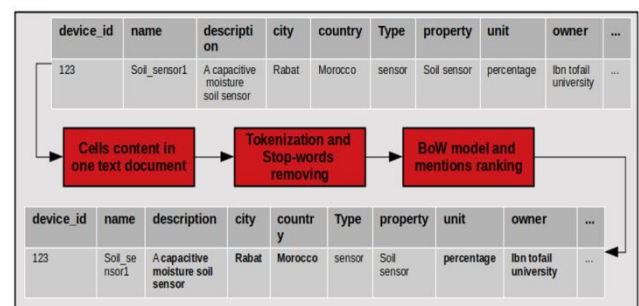 device_id name descripti on city country Type property unit owner ...
123 Soil_sensor1 A capacitive moisture soil sensor Rabat Morocco sensor Soil sensor percentage Ibn tofail university ...
Cells content in one text document
Tokenization and Stop-words removing
BoW model and mentions ranking
device_id name description city countr y Type property unit owner ...
123 Soil_se nsor1 A capacitive moisture soil sensor Rabat Morocco sensor Soil sensor percentage Ibn tofail university ...